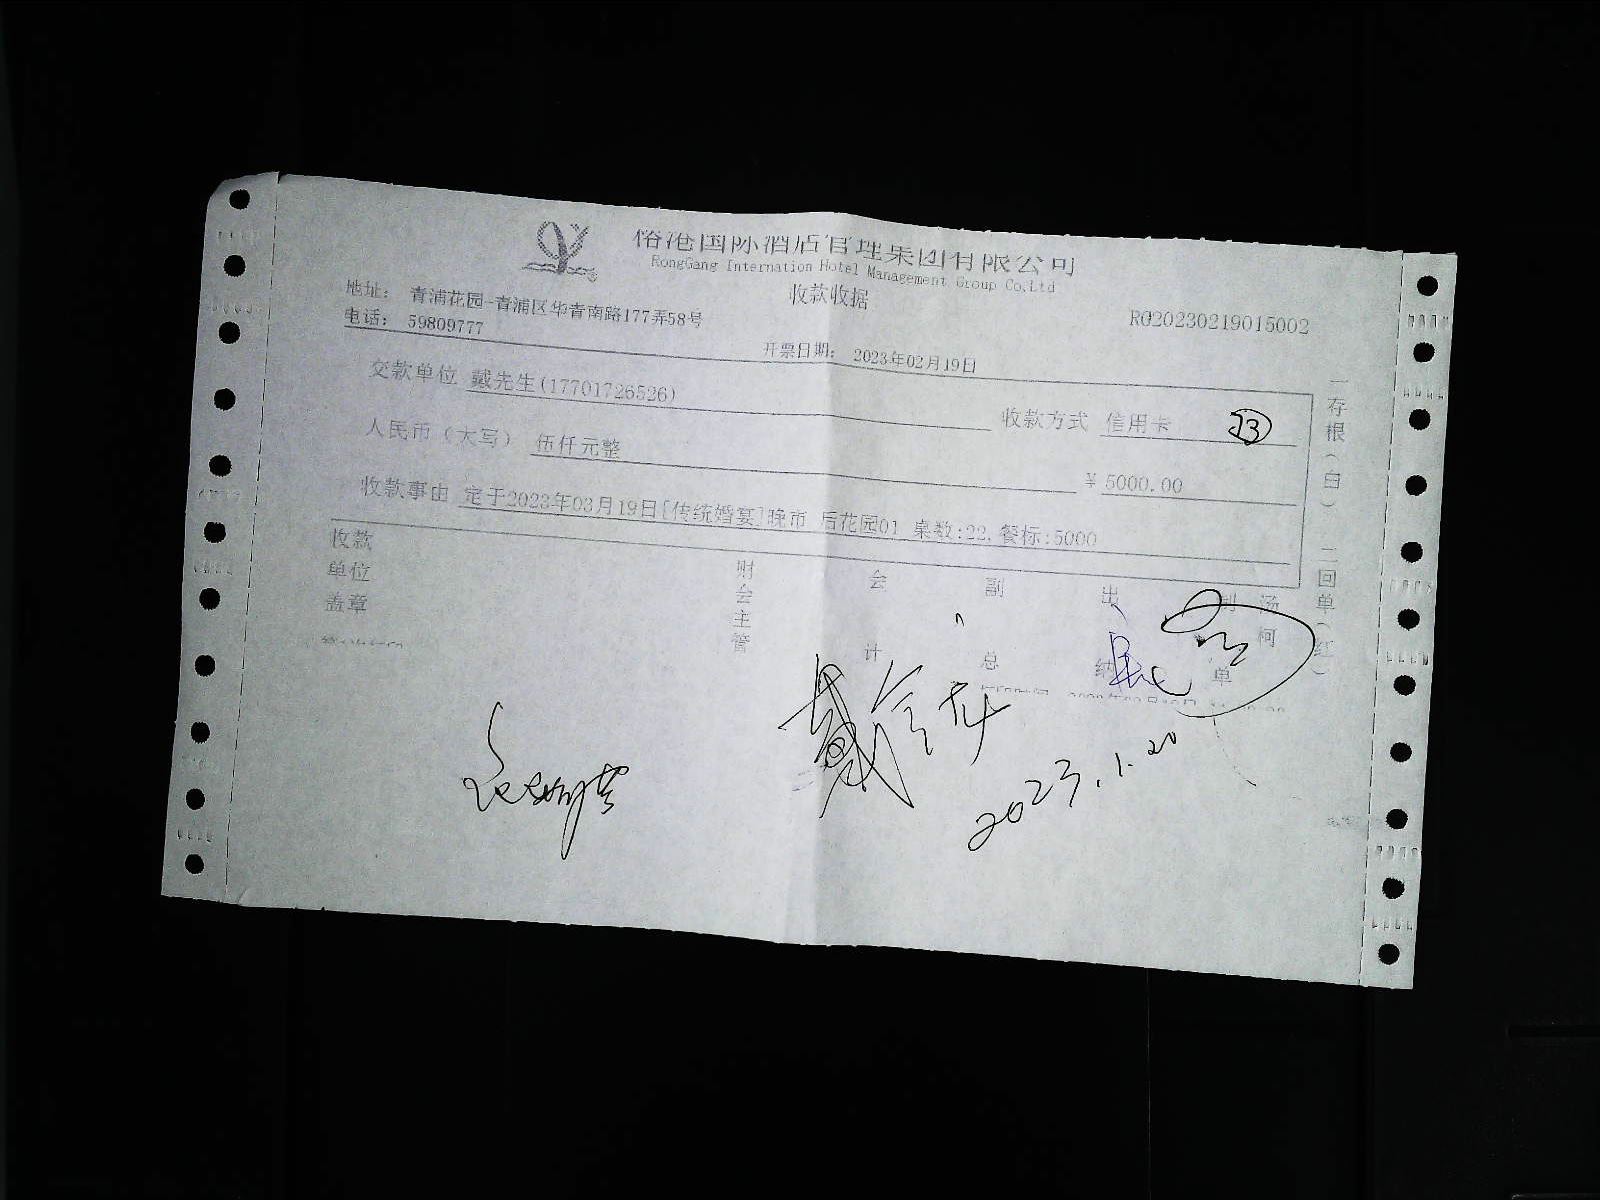 国际酒店管理集团有限公司
RongGang Internation Hotel Management Group Co.Ltd
收款收据
地址: 青浦花园-青浦区华青南路177弄58号
电话: 59809777
R020230219015002
开票日期: 2023年02月19日
交款单位 戴先生(17701726526)
收款方式 信用卡
人民币(大写) 伍仟元整
¥ 5000.00
收款事由 定于2023年03月19日[传统婚宴]晚市 后花园01 桌数:22,餐标:5000
收款单位盖章
财会主管
会计
副总
出纳
制单
汤柯
一存根(白) 二回单(红)
2023.1.20